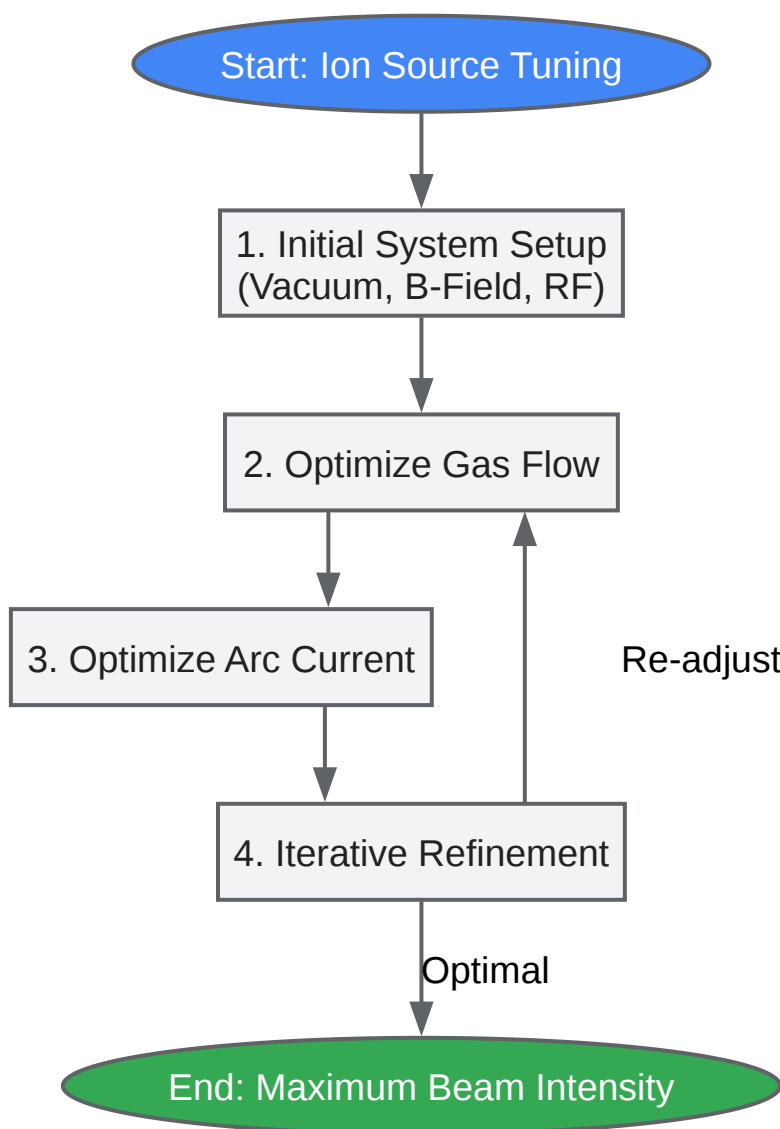 Start: Ion Source Tuning
1. Initial System Setup
(Vacuum, B-Field, RF)
2. Optimize Gas Flow
3. Optimize Arc Current
Re-adjust
4. Iterative Refinement
Optimal
End: Maximum Beam Intensity